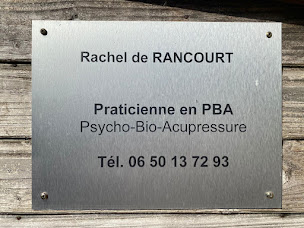 Rachel de RANCOURT
Praticienne en PBA
Psycho-Bio-Acupressure
Tél. 06 50 13 72 93